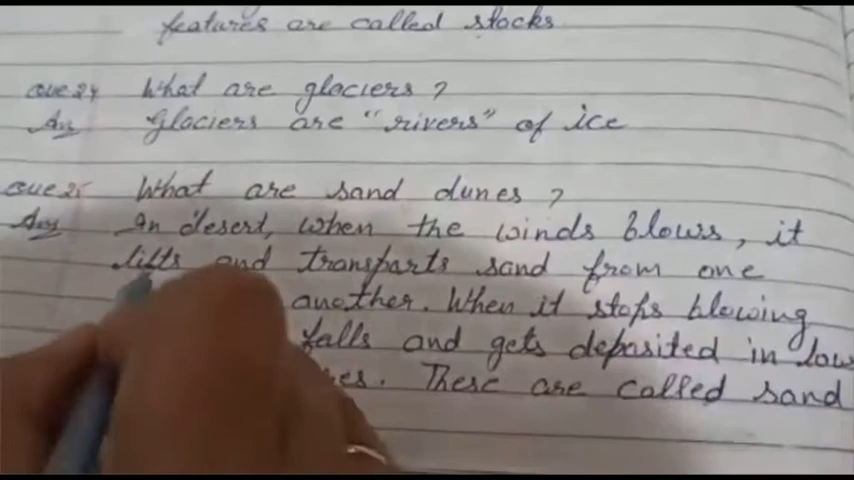 features are called stacks
Que 24 What are glaciers ?
Ans Glaciers are "rivers" of ice
Que 25 What are sand dunes ?
Ans In desert, when the winds blows, it
lifts and transparts sand from one
another. When it stops blowing
falls and gets deposited in low
These are called sand